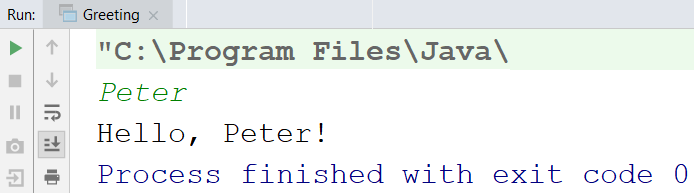 Run: Greeting ×
"C:\Program Files\Java\
Peter
Hello, Peter!
Process finished with exit code 0